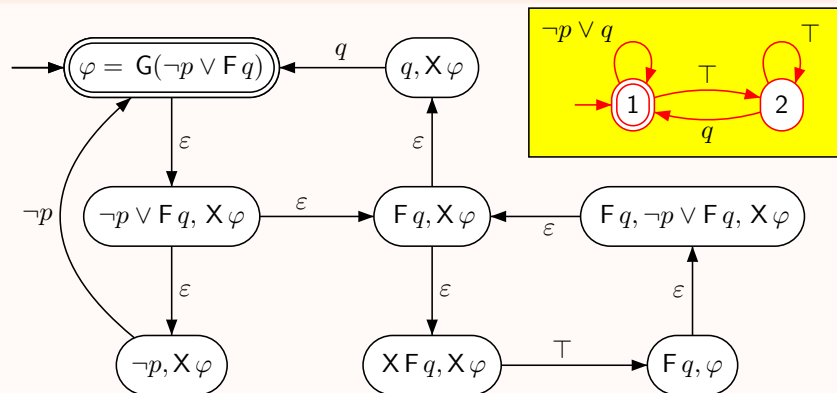 φ = G(¬p ∨ F q)
q
q, X φ
¬p ∨ q
⊤
⊤
1
2
q
ε
ε
¬p
¬p ∨ F q, X φ
ε
F q, X φ
ε
F q, ¬p ∨ F q, X φ
ε
ε
ε
¬p, X φ
X F q, X φ
⊤
F q, φ